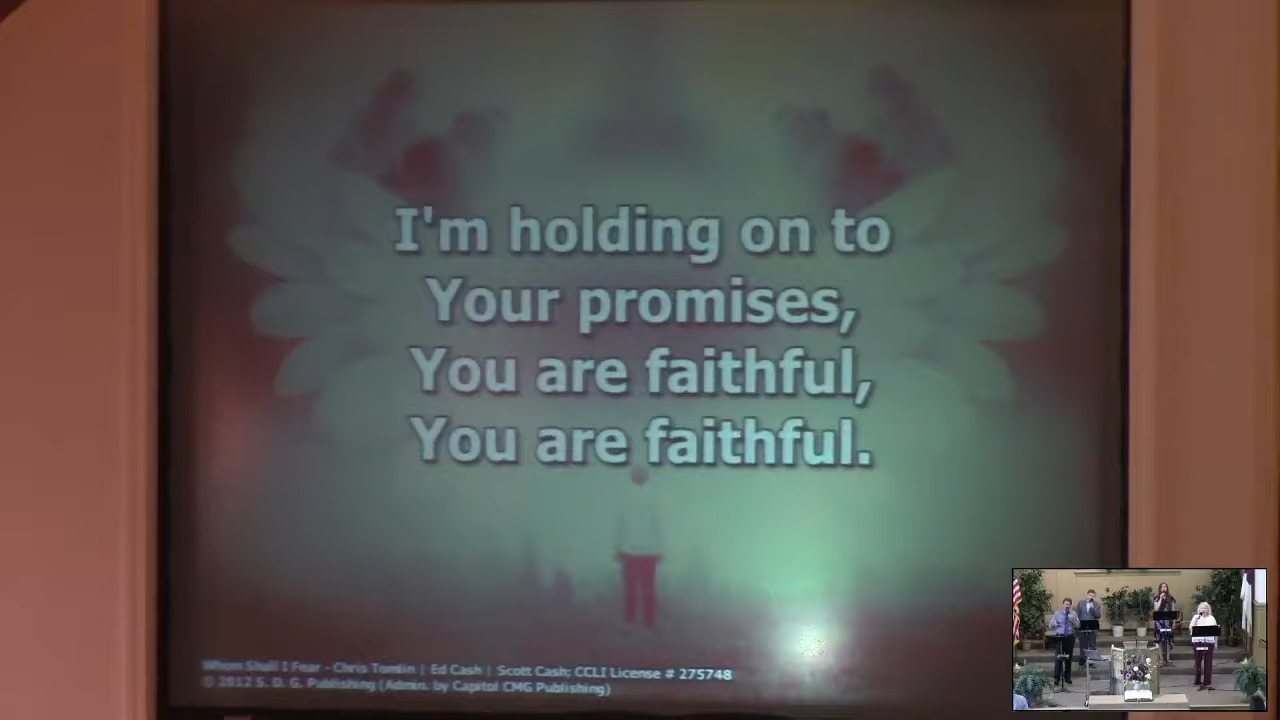 I'm holding on to
Your promises,
You are faithful,
You are faithful.
Whom Shall I Fear - Chris Tomlin | Ed Cash | Scott Cash; CCLI License # 275748
© 2012 S. D. G. Publishing (Admin. by Capitol CMG Publishing)